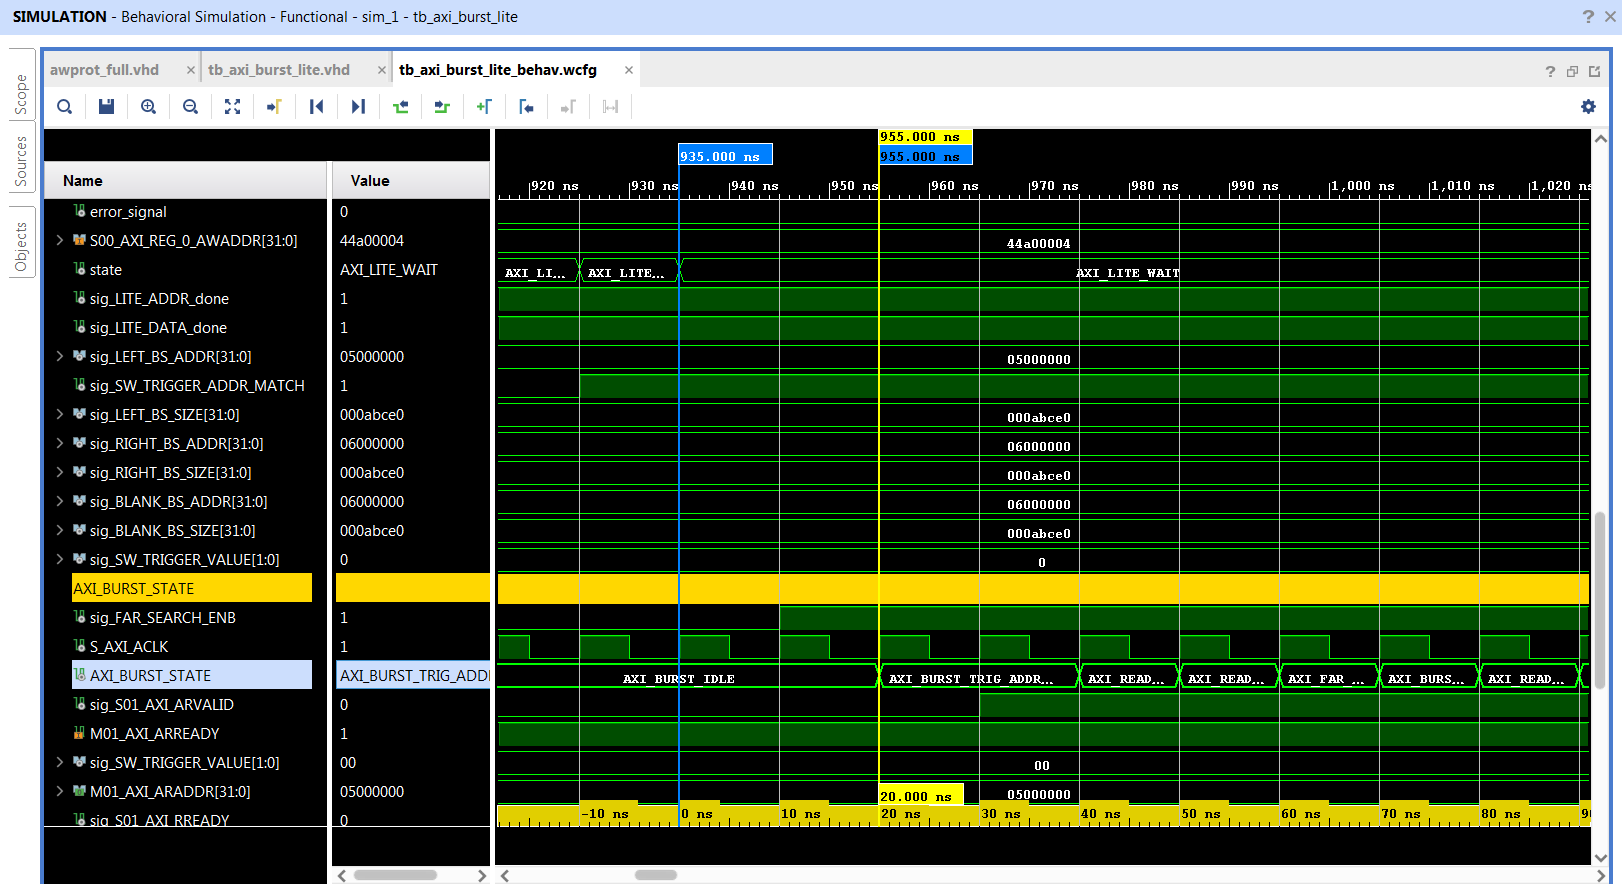 SIMULATION - Behavioral Simulation - Functional - sim_1 - tb_axi_burst_lite
Scope
Sources
Objects
awprot_full.vhd
tb_axi_burst_lite.vhd
tb_axi_burst_lite_behav.wcfg
955.000 ns
935.000 ns
955.000 ns
920 ns 930 ns 940 ns 950 ns 960 ns 970 ns 980 ns 990 ns 1,000 ns 1,010 ns 1,020 ns
Name Value
error_signal 0
S00_AXI_REG_0_AWADDR[31:0] 44a00004 44a00004
state AXI_LITE_WAIT AXI_LI... AXI_LITE... AXI_LITE_WAIT
sig_LITE_ADDR_done 1
sig_LITE_DATA_done 1
sig_LEFT_BS_ADDR[31:0] 05000000 05000000
sig_SW_TRIGGER_ADDR_MATCH 1
sig_LEFT_BS_SIZE[31:0] 000abce0 000abce0
sig_RIGHT_BS_ADDR[31:0] 06000000 06000000
sig_RIGHT_BS_SIZE[31:0] 000abce0 000abce0
sig_BLANK_BS_ADDR[31:0] 06000000 06000000
sig_BLANK_BS_SIZE[31:0] 000abce0 000abce0
sig_SW_TRIGGER_VALUE[1:0] 0 0
AXI_BURST_STATE
sig_FAR_SEARCH_ENB 1
S_AXI_ACLK 1
AXI_BURST_STATE AXI_BURST_TRIG_ADDI AXI_BURST_IDLE AXI_BURST_TRIG_ADDR... AXI_READ... AXI_READ... AXI_FAR_... AXI_BURS... AXI_READ...
sig_S01_AXI_ARVALID 0
M01_AXI_ARREADY 1
sig_SW_TRIGGER_VALUE[1:0] 00 00
M01_AXI_ARADDR[31:0] 05000000 20.000 ns 05000000
sig_S01_AXI_RREADY 0
-10 ns 0 ns 10 ns 20 ns 30 ns 40 ns 50 ns 60 ns 70 ns 80 ns